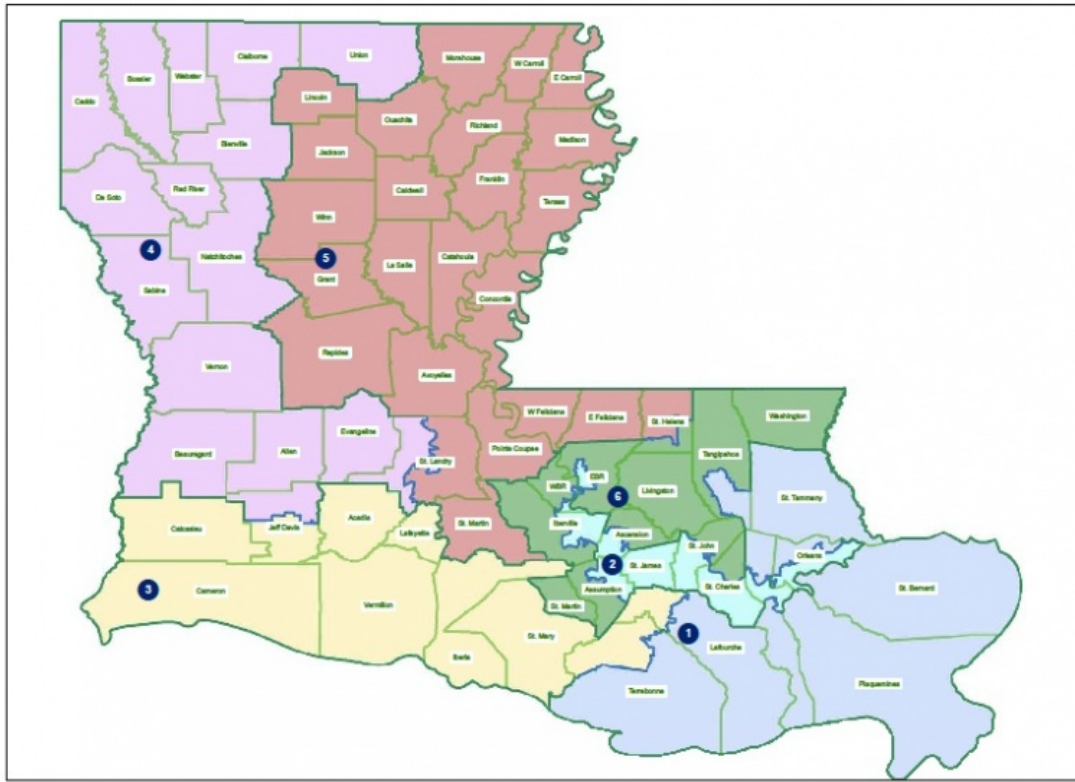 Claiborne
Union
Morehouse
W Carroll
E Carroll
Bossier
Webster
Caddo
Lincoln
Ouachita
Richland
Madison
Bienville
Jackson
Franklin
Caldwell
De Soto
Red River
Tensas
Winn
4
5
Natchitoches
La Salle
Catahoula
Grant
Sabine
Concordia
Rapides
Vernon
Avoyelles
W Feliciana
E Feliciana
St. Helena
Washington
Evangeline
Beauregard
Allen
St. Landry
Pointe Coupee
Tangipahoa
WBR
EBR
Livingston
6
St. Tammany
Calcasieu
Jeff Davis
Acadia
Lafayette
St. Martin
Iberville
Ascension
St. John
Orleans
2
St. James
3
Cameron
Vermilion
Assumption
St. Charles
St. Bernard
St. Martin
St. Mary
1
Lafourche
Iberia
Terrebonne
Plaquemines